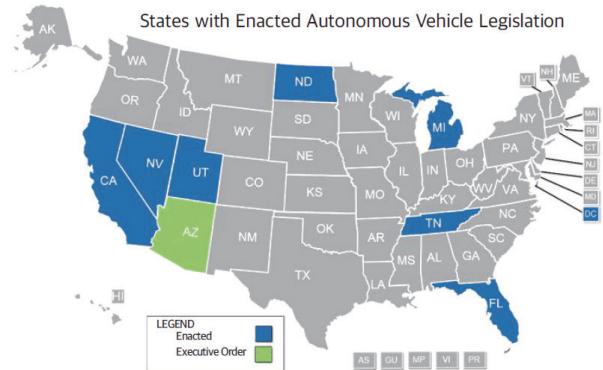 States with Enacted Autonomous Vehicle Legislation
AK
WA
MT
ND
MN
VT
NH
ME
OR
ID
SD
WI
MI
NY
MA
RI
CT
WY
NE
IA
PA
NJ
CA
NV
UT
CO
KS
MO
IL
IN
OH
WV
VA
DE
MD
KY
DC
AZ
NM
OK
AR
TN
NC
SC
TX
LA
MS
AL
GA
FL
HI
LEGEND
Enacted
Executive Order
AS GU MP VI PR